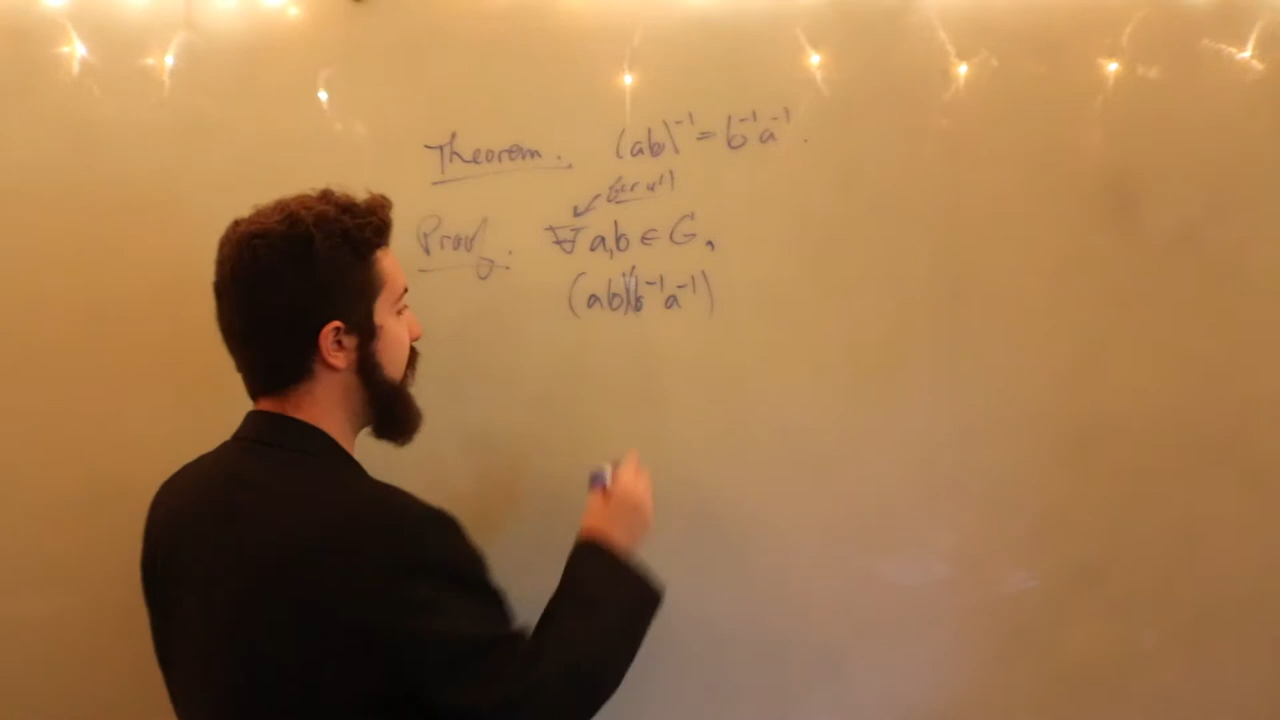 Theorem. (ab)⁻¹ = b⁻¹a⁻¹.
for all
Proof. ∀ a,b ∈ G,
(ab)(b⁻¹a⁻¹)